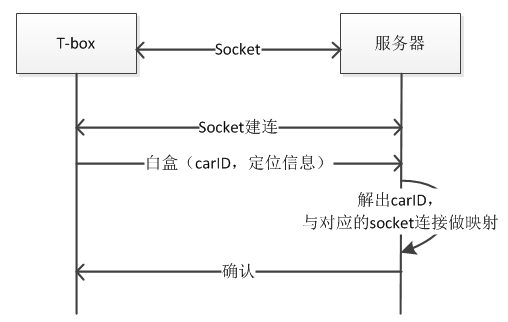 T-box
服务器
Socket
Socket建连
白盒（carID，定位信息）
解出carID，
与对应的socket连接做映射
确认